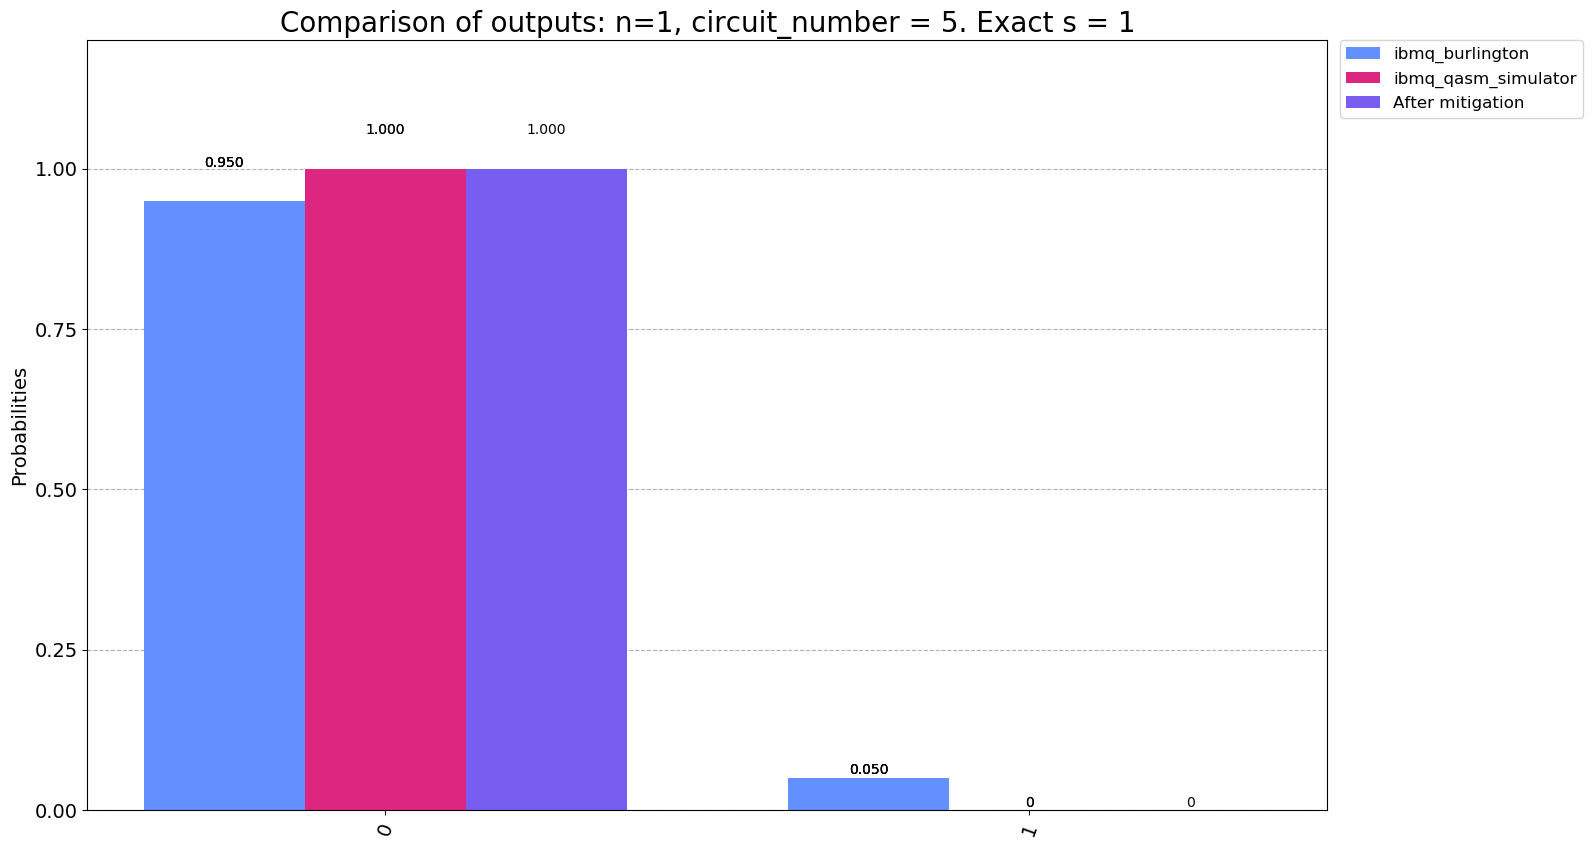 Comparison of outputs: n=1, circuit_number = 5. Exact s = 1
ibmq_burlington
ibmq_qasm_simulator
After mitigation
1.000
1.000
0.950
1.00
0.75
0.50
0.25
0.00
Probabilities
0.050
0
0
0
1